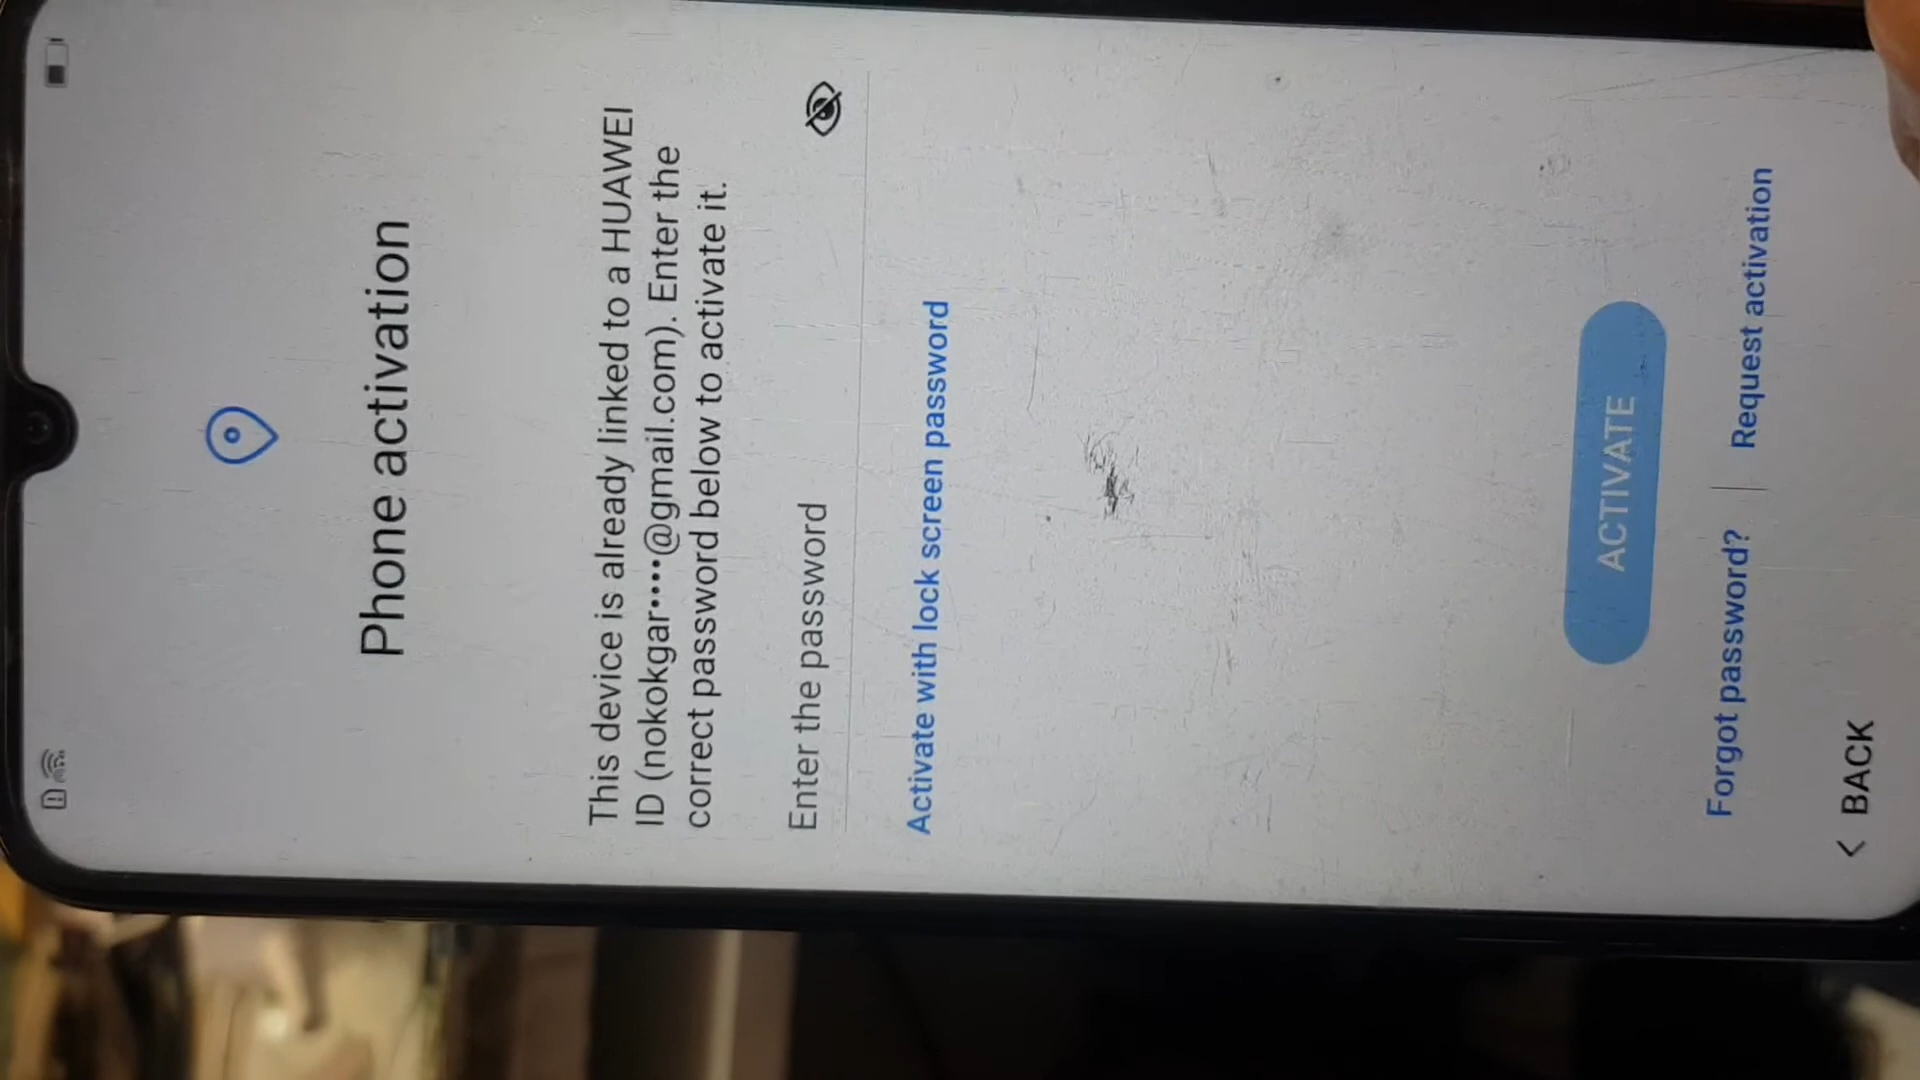 Phone activation
This device is already linked to a HUAWEI
ID (nokokgar••••@gmail.com). Enter the
correct password below to activate it.
Enter the password
Activate with lock screen password
ACTIVATE
Forgot password? | Request activation
< BACK